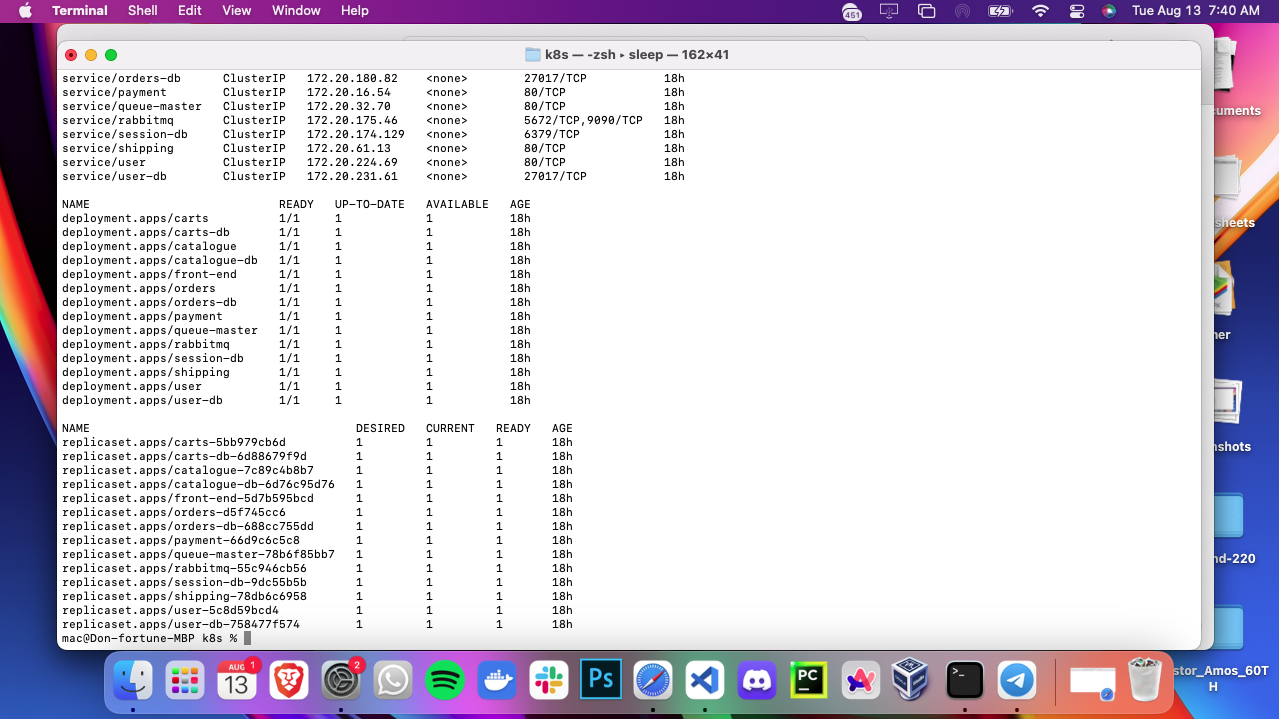 Terminal Shell Edit View Window Help 451 Tue Aug 13 7:40 AM
k8s — -zsh ▸ sleep — 162×41
service/orders-db ClusterIP 172.20.180.82 <none> 27017/TCP 18h
service/payment ClusterIP 172.20.16.54 <none> 80/TCP 18h
service/queue-master ClusterIP 172.20.32.70 <none> 80/TCP 18h
service/rabbitmq ClusterIP 172.20.175.46 <none> 5672/TCP,9090/TCP 18h
service/session-db ClusterIP 172.20.174.129 <none> 6379/TCP 18h
service/shipping ClusterIP 172.20.61.13 <none> 80/TCP 18h
service/user ClusterIP 172.20.224.69 <none> 80/TCP 18h
service/user-db ClusterIP 172.20.231.61 <none> 27017/TCP 18h
NAME READY UP-TO-DATE AVAILABLE AGE
deployment.apps/carts 1/1 1 1 18h
deployment.apps/carts-db 1/1 1 1 18h
deployment.apps/catalogue 1/1 1 1 18h
deployment.apps/catalogue-db 1/1 1 1 18h
deployment.apps/front-end 1/1 1 1 18h
deployment.apps/orders 1/1 1 1 18h
deployment.apps/orders-db 1/1 1 1 18h
deployment.apps/payment 1/1 1 1 18h
deployment.apps/queue-master 1/1 1 1 18h
deployment.apps/rabbitmq 1/1 1 1 18h
deployment.apps/session-db 1/1 1 1 18h
deployment.apps/shipping 1/1 1 1 18h
deployment.apps/user 1/1 1 1 18h
deployment.apps/user-db 1/1 1 1 18h
NAME DESIRED CURRENT READY AGE
replicaset.apps/carts-5bb979cb6d 1 1 1 18h
replicaset.apps/carts-db-6d88679f9d 1 1 1 18h
replicaset.apps/catalogue-7c89c4b8b7 1 1 1 18h
replicaset.apps/catalogue-db-6d76c95d76 1 1 1 18h
replicaset.apps/front-end-5d7b595bcd 1 1 1 18h
replicaset.apps/orders-d5f745cc6 1 1 1 18h
replicaset.apps/orders-db-688cc755dd 1 1 1 18h
replicaset.apps/payment-66d9c6c5c8 1 1 1 18h
replicaset.apps/queue-master-78b6f85bb7 1 1 1 18h
replicaset.apps/rabbitmq-55c946cb56 1 1 1 18h
replicaset.apps/session-db-9dc55b5b 1 1 1 18h
replicaset.apps/shipping-78db6c6958 1 1 1 18h
replicaset.apps/user-5c8d59bcd4 1 1 1 18h
replicaset.apps/user-db-758477f574 1 1 1 18h
mac@Don-fortune-MBP k8s %
cuments
sheets
ner
nshots
nd-220
stor_Amos_60T
H
AUG 1
13
2
Ps
PC
>_